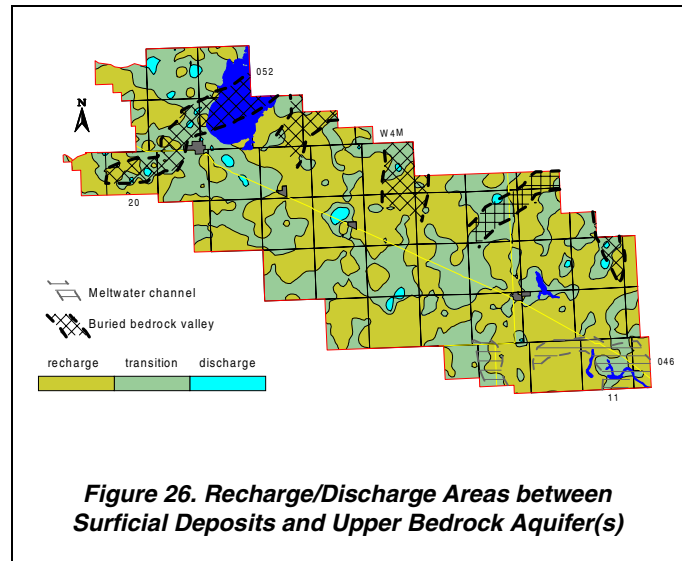 052
N
W4M
20
Meltwater channel
Buried bedrock valley
recharge transition discharge
046
11
Figure 26. Recharge/Discharge Areas between
Surficial Deposits and Upper Bedrock Aquifer(s)